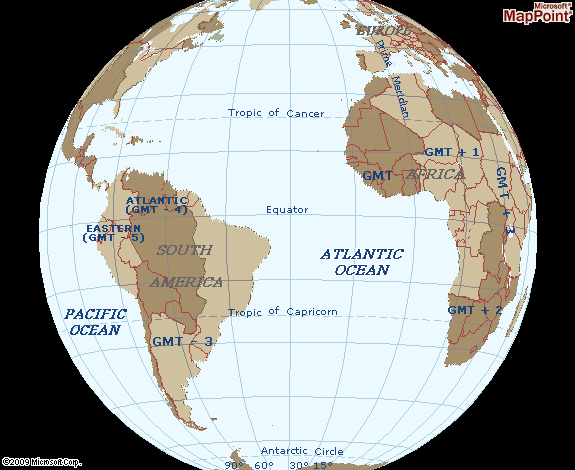 Microsoft®
MapPoint®
EUROPE
Prime Meridian
Tropic of Cancer
GMT + 1
GMT
AFRICA
GMT + 3
ATLANTIC
(GMT - 4)
Equator
EASTERN
(GMT - 5)
SOUTH
AMERICA
ATLANTIC
OCEAN
PACIFIC
OCEAN
Tropic of Capricorn
GMT + 2
GMT - 3
Antarctic Circle
90° 60° 30° 15°
©2009 Microsoft Corp.